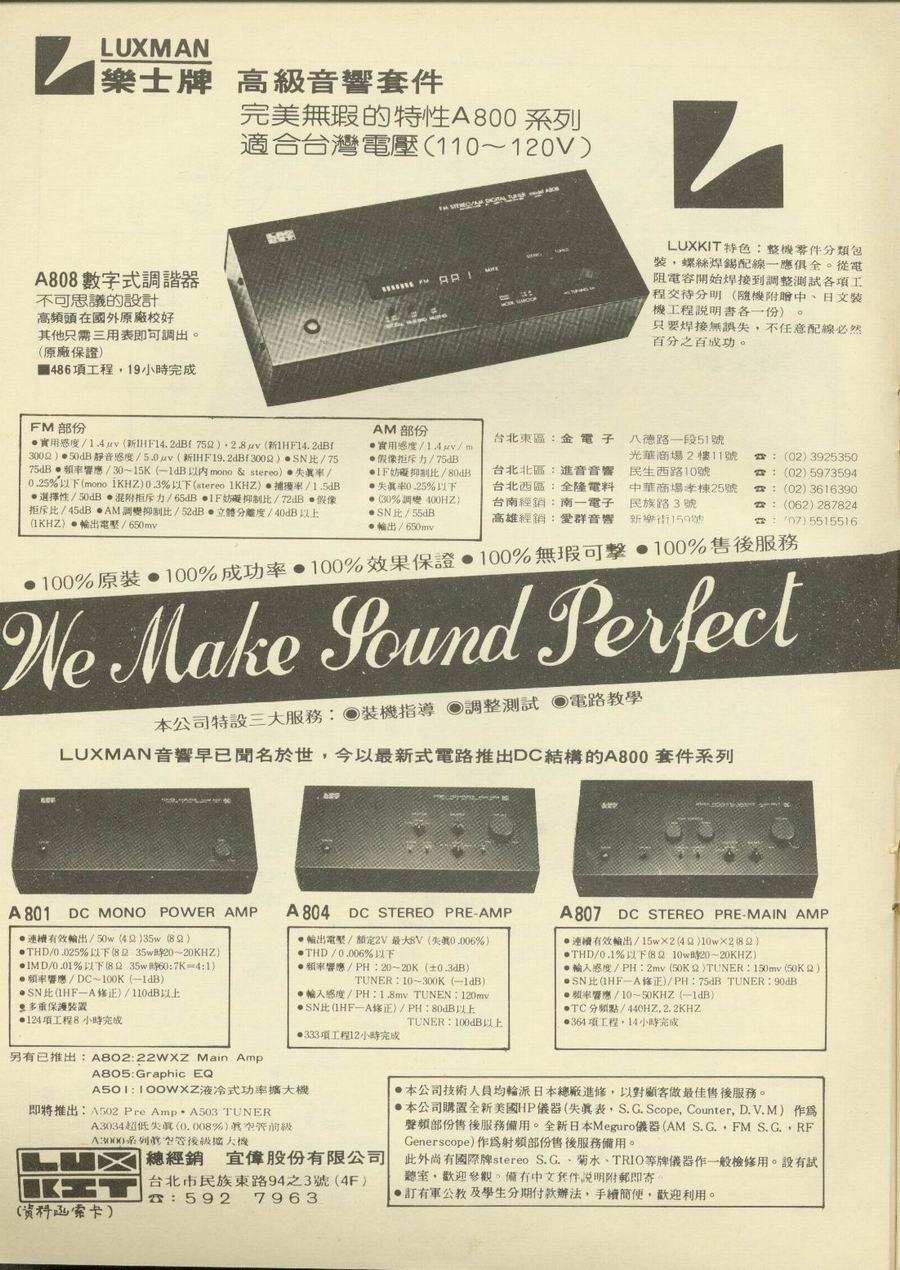 LUXMAN
樂士牌 高級音響套件
完美無瑕的特性A800系列
適合台灣電壓(110～120V)
FM STEREO/AM DIGITAL TUNER model A808
A808數字式調諧器
不可思議的設計
高頻頭在國外原廠校好
其他只需三用表即可調出。
(原廠保證)
■486項工程，19小時完成
LUXKIT特色：整機零件分類包
裝，螺絲焊錫配線一應俱全。從電
阻電容開始焊接到調整測試各項工
程交待分明（隨機附贈中、日文裝
機工程説明書各一份）。
只要焊接無誤失，不任意配線必然
百分之百成功。
FM 部份
●實用感度/1.4μv(新IHF14.2dBf 75Ω)，2.8μv(新1HF14.2dBf
300Ω)●50dB靜音感度/5.0μv(新IHF19.2dBf300Ω)●SN比/75
75dB●頻率響應/30～15K(－1dB以内mono & stereo)●失眞率/
0.25%以下(mono 1KHZ)0.3%以下(stereo 1KHZ)●捕獲率/1.5dB
●選擇性/50dB●混附拒斥力/65dB●1F妨礙抑制比/72dB●假像
拒斥比/45dB●AM調變抑制比/52dB●立體分離度/40dB以上
(1KHZ)●輸出電壓/650mv
AM 部份
●實用感度/1.4μv/m
●假像拒斥力/75dB
●1F妨礙抑制比/80dB
●失眞率0.25%以下
●(30%調變 400HZ)
●SN比/55dB
●輸出/650mv
台北東區：金電子 八德路一段51號
光華商場2樓11號 ☎：(02)3925350
台北北區：進音音響 民生西路10號 ☎：(02)5973594
台北西區：全隆電料 中華商場孝棟25號 ☎：(02)3616390
台南經銷：南一電子 民族路3號 ☎：(062)287824
高雄經銷：愛群音響 新樂街159號 ☎：(07)5515516
●100%原裝●100%成功率●100%效果保證●100%無瑕可擊●100%售後服務
We Make Sound Perfect
本公司特設三大服務：◉裝機指導 ◉調整測試 ◉電路教學
LUXMAN音響早已聞名於世，今以最新式電路推出DC結構的A800 套件系列
A801 DC MONO POWER AMP
●連續有效輸出/50w(4Ω)35w(8Ω)
●THD/0.025%以下(8Ω 35w時20～20KHZ)
●IMD/0.01%以下(8Ω 35w時60:7K=4:1)
●頻率響應/DC～100K(－1dB)
●SN比(1HF－A修正)/110dB以上
●多重保護裝置
●124項工程8小時完成
A804 DC STEREO PRE-AMP
●輸出電壓/額定2V 最大8V(失眞0.006%)
●THD/0.006%以下
●頻率響應/PH:20～20K(±0.3dB)
TUNER:10～300K(－1dB)
●輸入感度/PH:1.8mv TUNEN:120mv
●SN比(1HF－A修正)/PH:80dB以上
TUNER:100dB以上
●333項工程12小時完成
A807 DC STEREO PRE-MAIN AMP
●連續有效輸出/15w×2(4Ω)10w×2(8Ω)
●THD/0.1%以下(8Ω 10w時20～20KHZ)
●輸入感度/PH:2mv(50KΩ)TUNER:150mv(50KΩ)
●SN比(1HF－A修正)/PH:75dB TUNER:90dB
●頻率響應/10～50KHZ(－1dB)
●TC分頻點/440HZ,2.2KHZ
●364項工程，14小時完成
另有已推出：A802:22WXZ Main Amp
A805:Graphic EQ
A501:100WXZ液冷式功率擴大機
即將推出：A502 Pre Amp・A503 TUNER
A3034超低失眞(0.008%)眞空管前級
A3000系列眞空管後級擴大機
LUX
KIT
總經銷 宜偉股份有限公司
台北市民族東路94之3號(4F)
☎：592 7963
(資料函索卡)
●本公司技術人員均輪派日本總廠進修，以對顧客做最佳售後服務。
●本公司購置全新美國HP儀器(失眞表，S.G.Scope, Counter, D.V.M) 作爲
聲頻部份售後服務備用。全新日本Meguro儀器(AM S.G.，FM S.G.，RF
Generscope)作爲射頻部份售後服務備用。
此外尚有國際牌stereo S.G.、菊水、TRIO等牌儀器作一般檢修用。設有試
聽室，歡迎參觀。備有中文套件説明附郵即寄。
●訂有軍公教及學生分期付款辦法，手續簡便，歡迎利用。